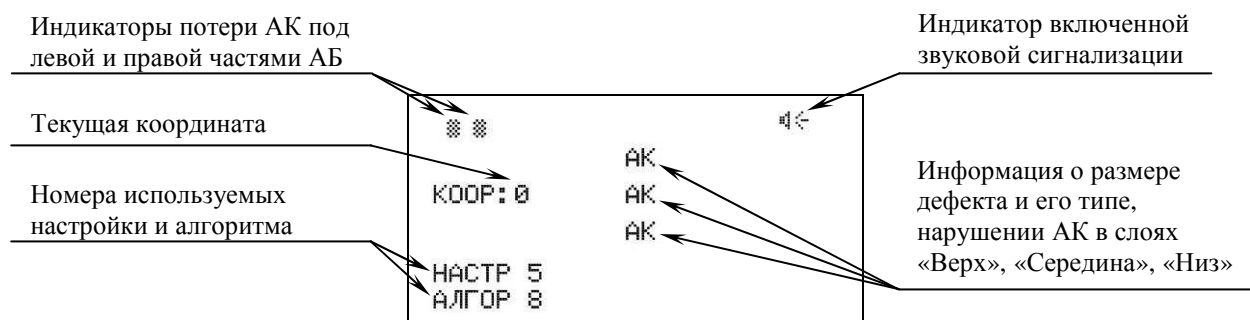 Индикаторы потери АК под
левой и правой частями АБ
Индикатор включенной
звуковой сигнализации
Текущая координата
Номера используемых
настройки и алгоритма
АК
КООР:0
АК
АК
НАСТР 5
АЛГОР 8
Информация о размере
дефекта и его типе,
нарушении АК в слоях
«Верх», «Середина», «Низ»